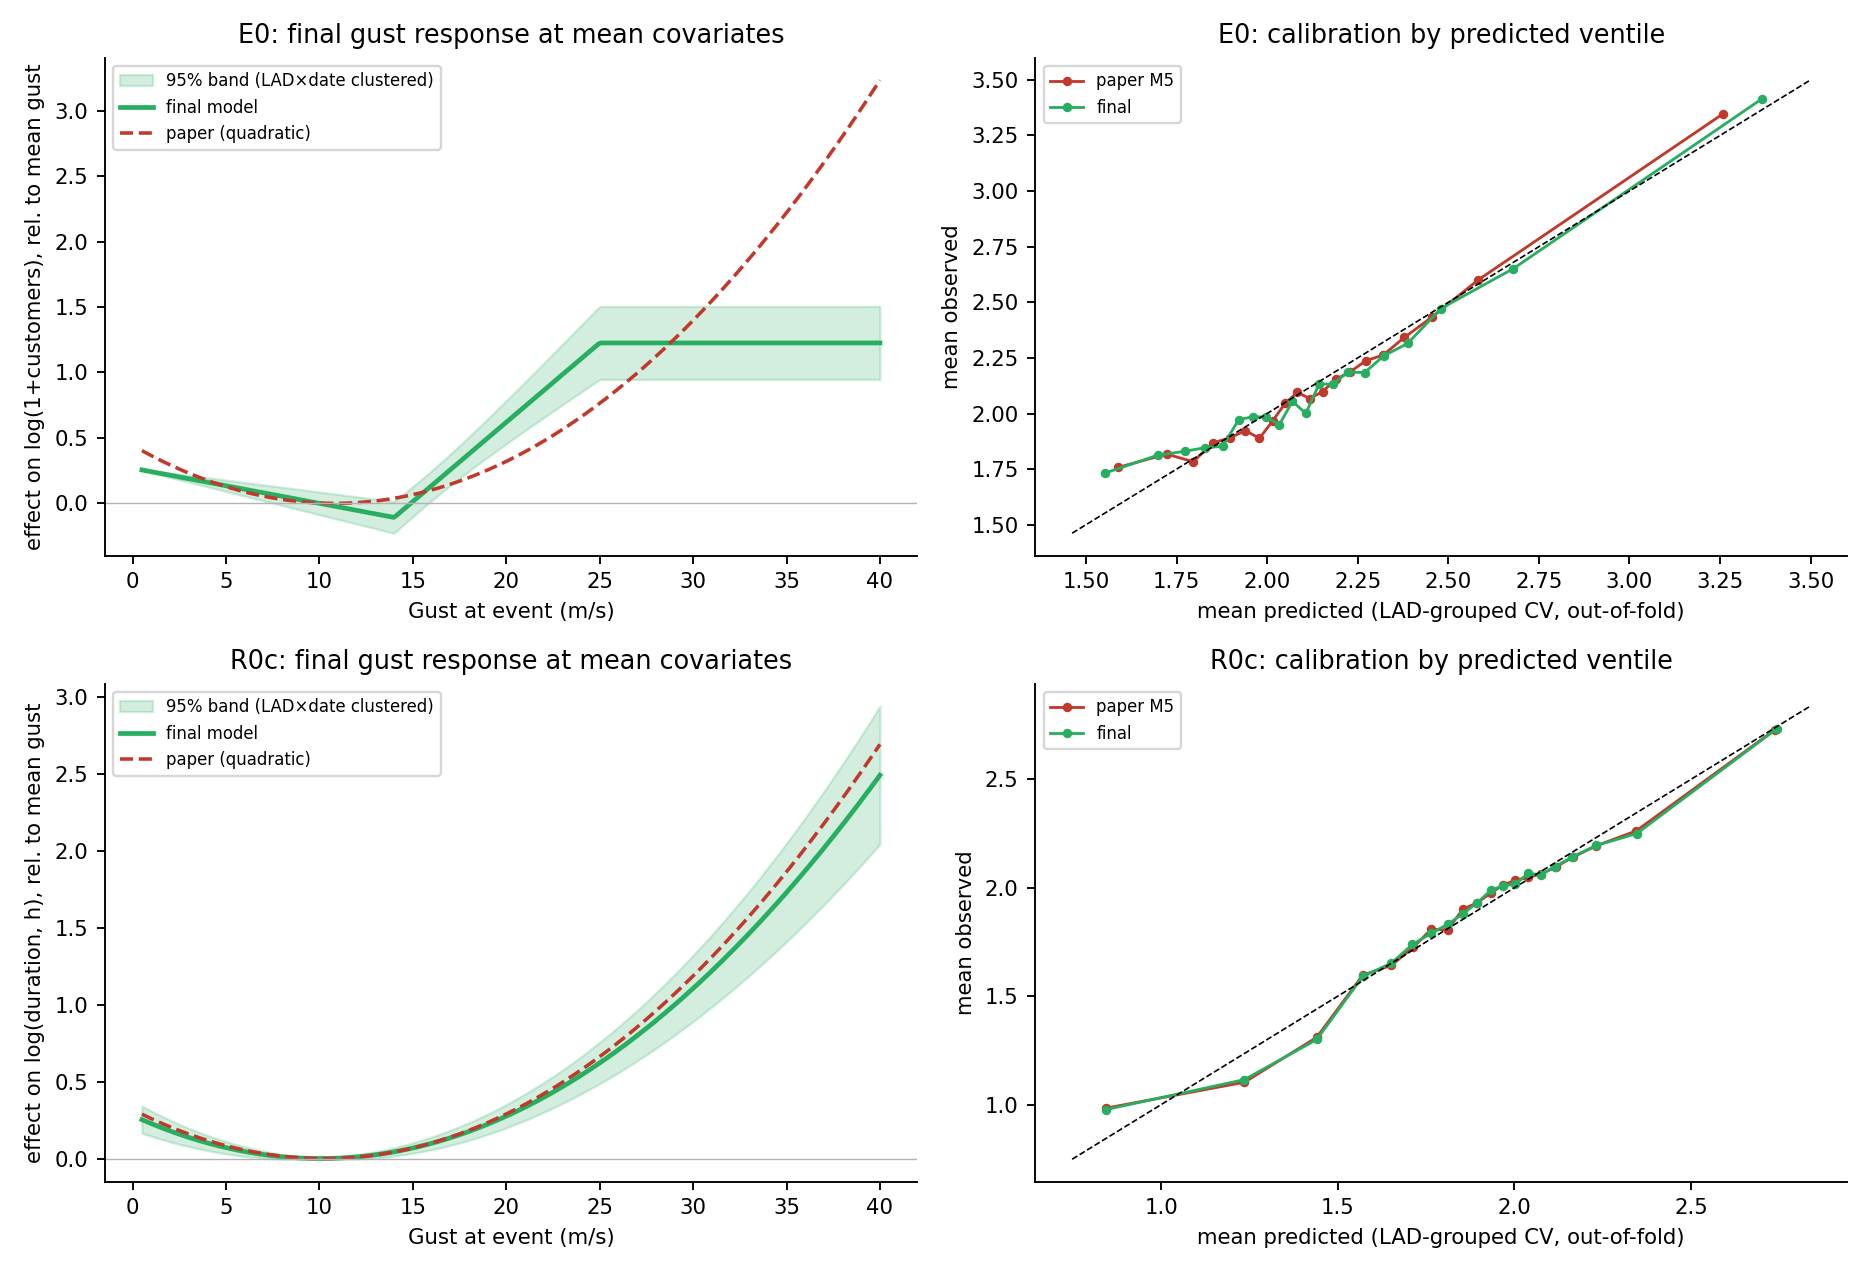 E0: final gust response at mean covariates
effect on log(1+customers), rel. to mean gust
3.0
2.5
2.0
1.5
1.0
0.5
0.0
95% band (LAD×date clustered)
final model
paper (quadratic)
0 5 10 15 20 25 30 35 40
Gust at event (m/s)
E0: calibration by predicted ventile
mean observed
3.50
3.25
3.00
2.75
2.50
2.25
2.00
1.75
1.50
paper M5
final
1.50 1.75 2.00 2.25 2.50 2.75 3.00 3.25 3.50
mean predicted (LAD-grouped CV, out-of-fold)
R0c: final gust response at mean covariates
effect on log(duration, h), rel. to mean gust
3.0
2.5
2.0
1.5
1.0
0.5
0.0
95% band (LAD×date clustered)
final model
paper (quadratic)
0 5 10 15 20 25 30 35 40
Gust at event (m/s)
R0c: calibration by predicted ventile
mean observed
2.5
2.0
1.5
1.0
paper M5
final
1.0 1.5 2.0 2.5
mean predicted (LAD-grouped CV, out-of-fold)